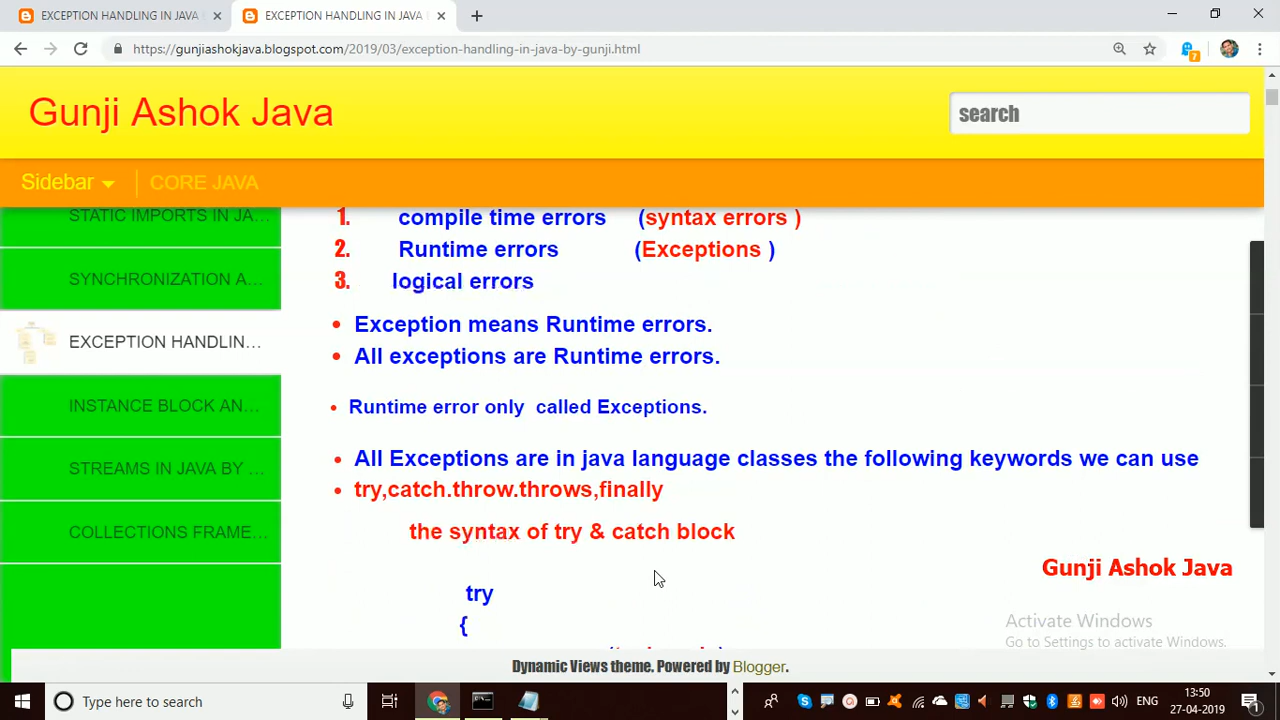 EXCEPTION HANDLING IN JAVA
EXCEPTION HANDLING IN JAVA
https://gunjiashokjava.blogspot.com/2019/03/exception-handling-in-java-by-gunji.html
7
Gunji Ashok Java
search
Sidebar
CORE JAVA
STATIC IMPORTS IN JA...
SYNCHRONIZATION A...
EXCEPTION HANDLIN...
INSTANCE BLOCK AN...
STREAMS IN JAVA BY ...
COLLECTIONS FRAME...
1. compile time errors (syntax errors )
2. Runtime errors (Exceptions )
3. logical errors
• Exception means Runtime errors.
• All exceptions are Runtime errors.
• Runtime error only called Exceptions.
• All Exceptions are in java language classes the following keywords we can use
• try,catch.throw.throws,finally
the syntax of try & catch block
try
{
Gunji Ashok Java
Activate Windows
Go to Settings to activate Windows.
Dynamic Views theme. Powered by Blogger.
Type here to search
ENG
13:50
27-04-2019
1